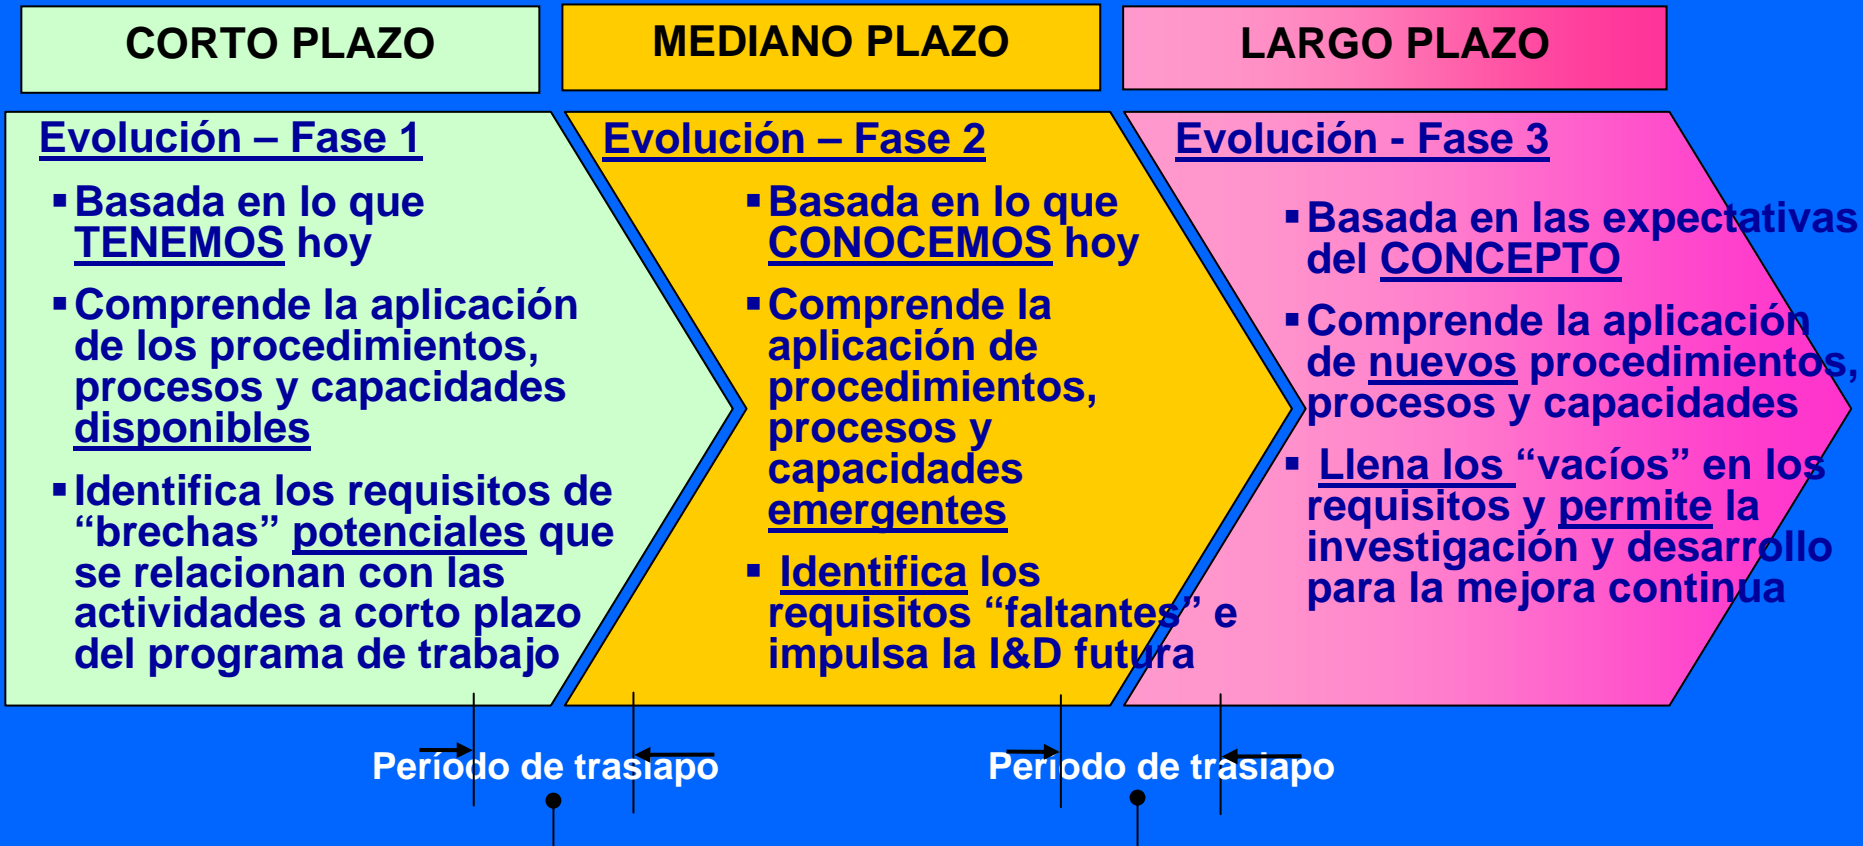 CORTO PLAZO
MEDIANO PLAZO
LARGO PLAZO
Evolución – Fase 1
▪Basada en lo que
TENEMOS hoy
▪Comprende la aplicación
de los procedimientos,
procesos y capacidades
disponibles
▪Identifica los requisitos de
“brechas” potenciales que
se relacionan con las
actividades a corto plazo
del programa de trabajo
Evolución – Fase 2
▪Basada en lo que
CONOCEMOS hoy
▪Comprende la
aplicación de
procedimientos,
procesos y
capacidades
emergentes
▪ Identifica los
requisitos “faltantes” e
impulsa la I&D futura
Evolución - Fase 3
▪Basada en las expectativas
del CONCEPTO
▪Comprende la aplicación
de nuevos procedimientos,
procesos y capacidades
▪ Llena los “vacíos” en los
requisitos y permite la
investigación y desarrollo
para la mejora continua
Período de traslapo
Período de traslapo